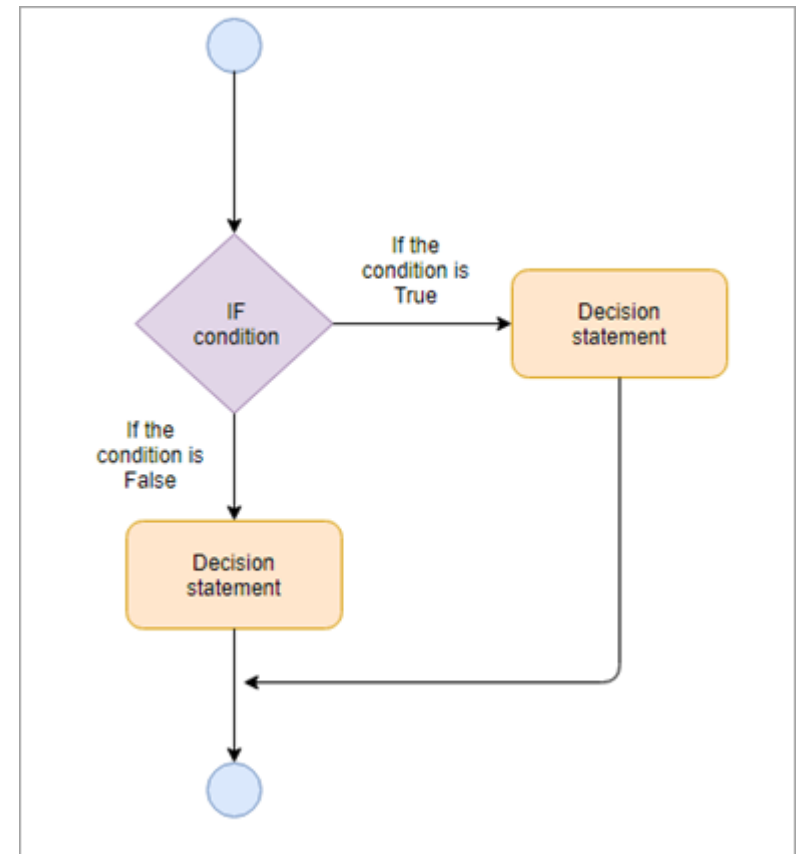 If the
condition is
True
IF
condition
Decision
statement
If the
condition is
False
Decision
statement